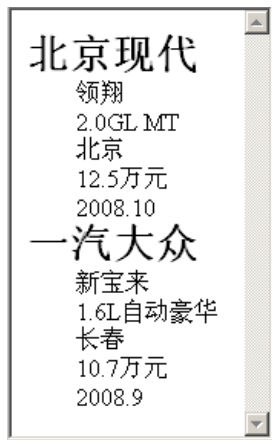 北京现代
领翔
2.0GL MT
北京
12.5万元
2008.10
一汽大众
新宝来
1.6L自动豪华
长春
10.7万元
2008.9